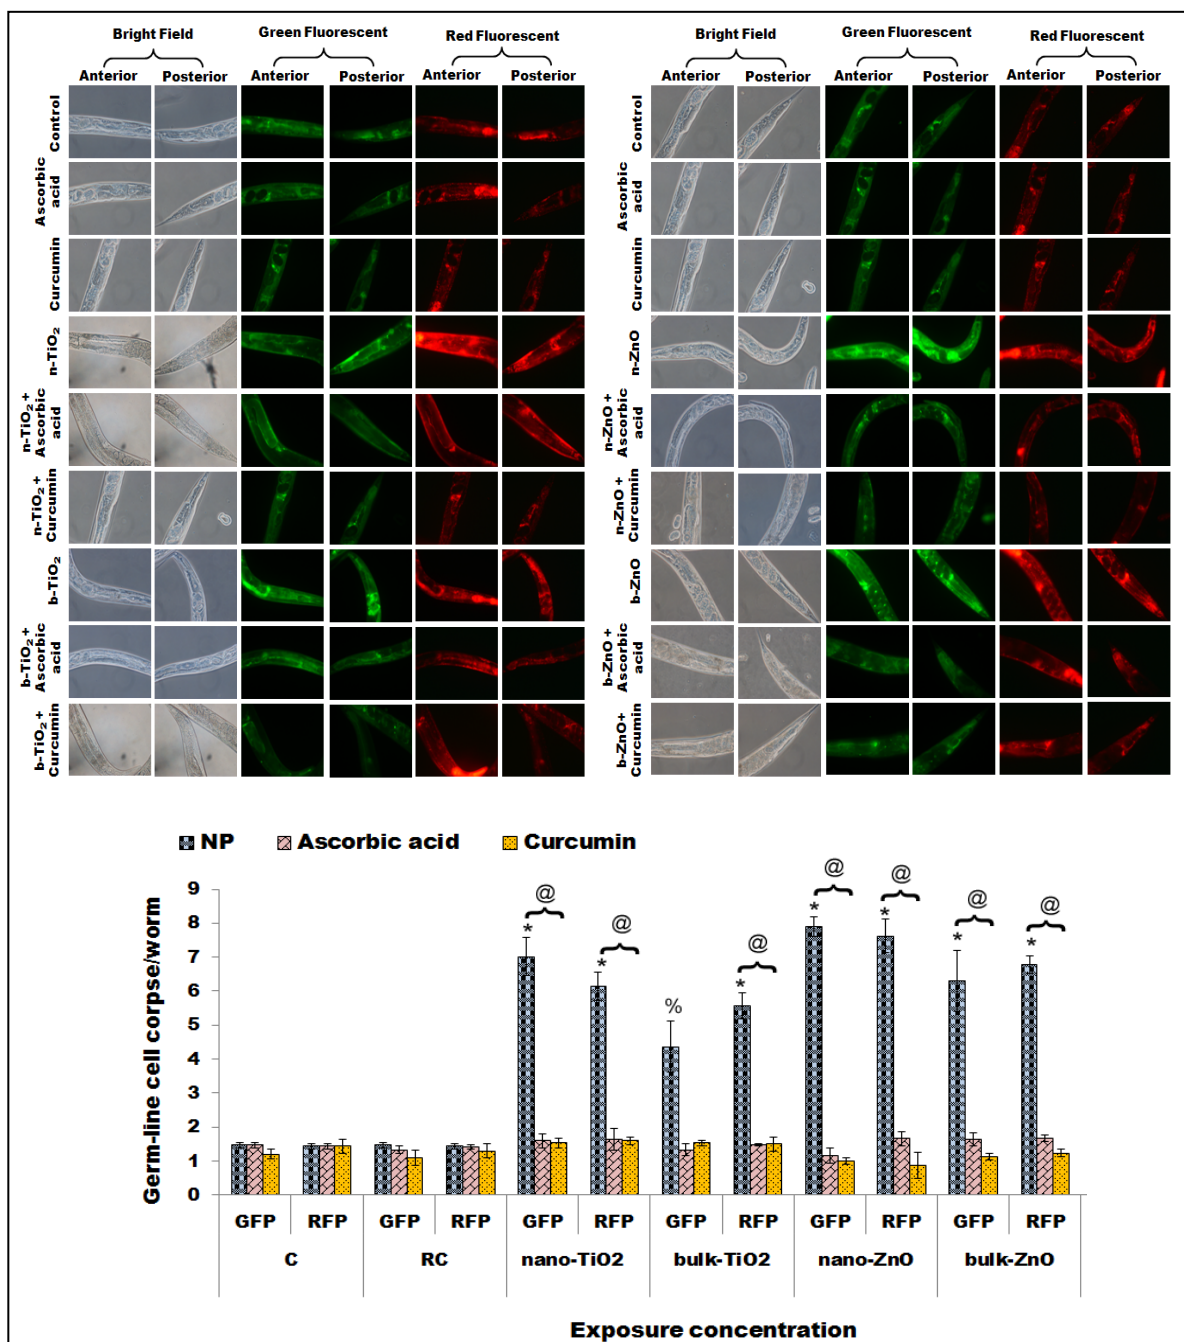 Bright Field Green Fluorescent Red Fluorescent
Anterior Posterior Anterior Posterior Anterior Posterior
Control
Ascorbic
acid
Curcumin
n-TiO₂
n-TiO₂ +
Ascorbic
acid
n-TiO₂ +
Curcumin
b-TiO₂
b-TiO₂ +
Ascorbic
acid
b-TiO₂ +
Curcumin
Bright Field Green Fluorescent Red Fluorescent
Anterior Posterior Anterior Posterior Anterior Posterior
Control
Ascorbic
acid
Curcumin
n-ZnO
n-ZnO +
Ascorbic
acid
n-ZnO +
Curcumin
b-ZnO
b-ZnO +
Ascorbic
acid
b-ZnO+
Curcumin
NP Ascorbic acid Curcumin
Germ-line cell corpse/worm
9
8
7
6
5
4
3
2
1
0
* @ * @ % * @ * @ * @ * @ * @
GFP RFP GFP RFP GFP RFP GFP RFP GFP RFP GFP RFP
C RC nano-TiO2 bulk-TiO2 nano-ZnO bulk-ZnO
Exposure concentration